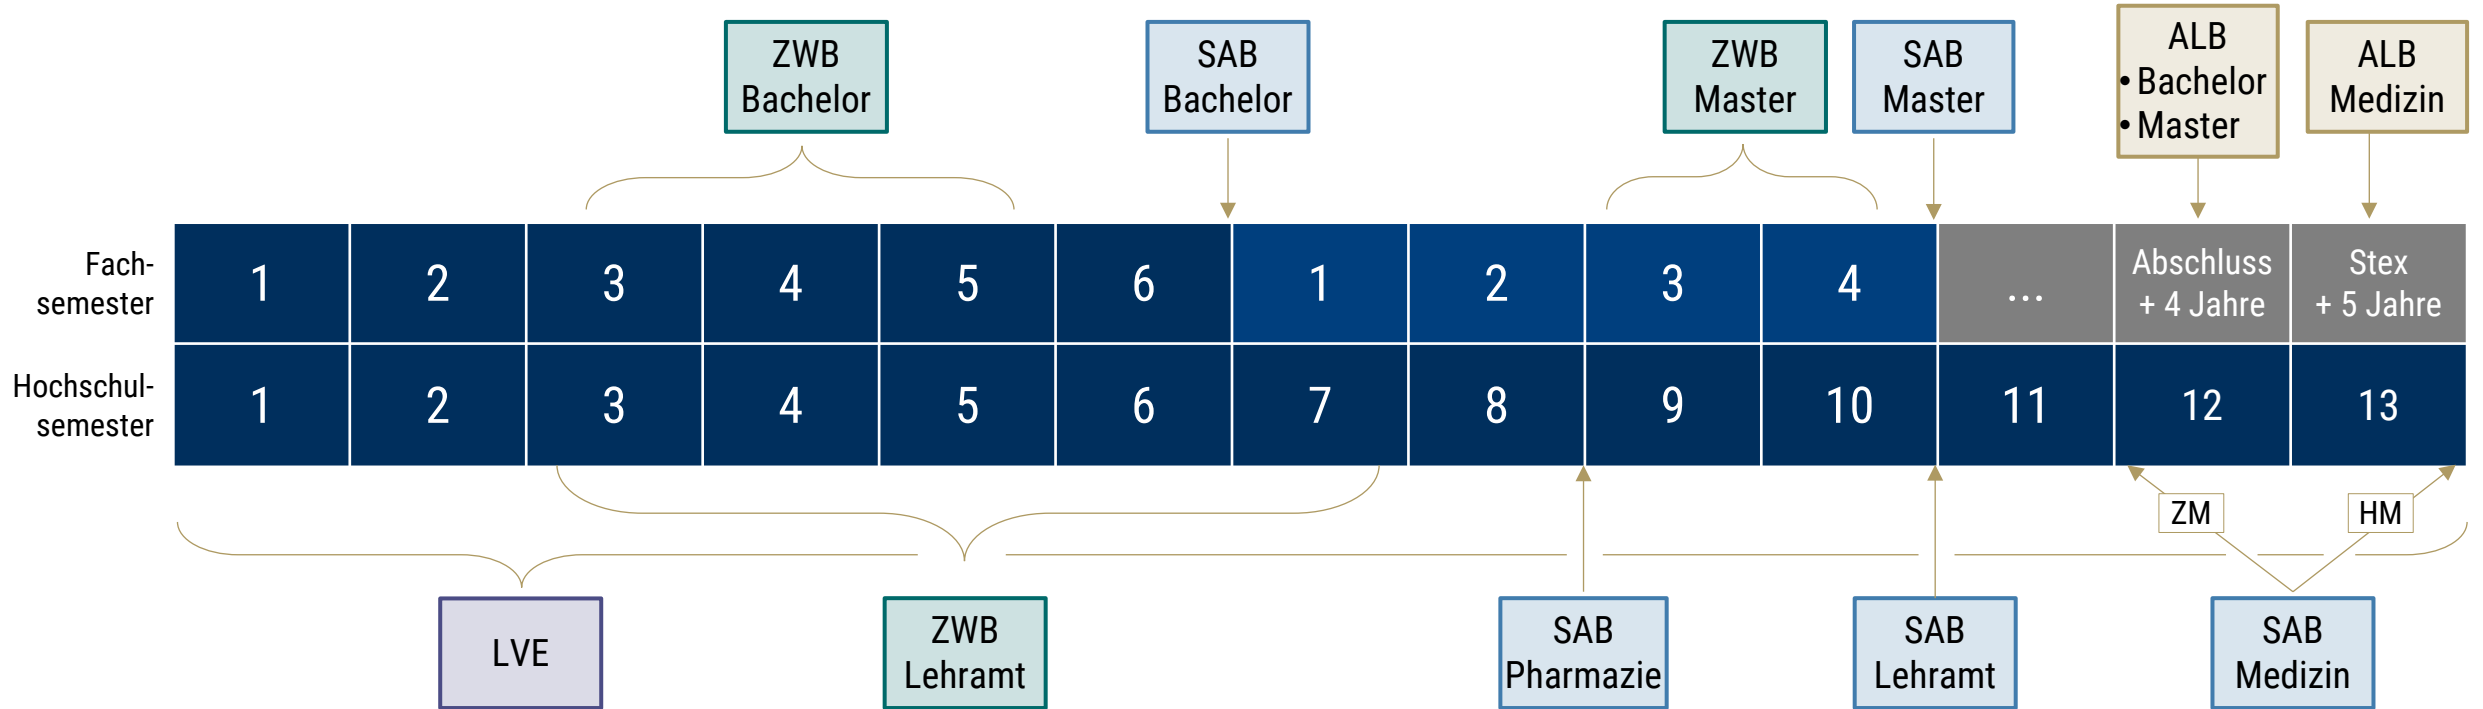 ZWB
Bachelor
SAB
Bachelor
ZWB
Master
SAB
Master
ALB
• Bachelor
• Master
ALB
Medizin
Fach-
semester
1 2 3 4 5 6 1 2 3 4 ...
Abschluss
+ 4 Jahre
Stex
+ 5 Jahre
Hochschul-
semester
1 2 3 4 5 6 7 8 9 10 11 12 13
ZM
HM
LVE
ZWB
Lehramt
SAB
Pharmazie
SAB
Lehramt
SAB
Medizin